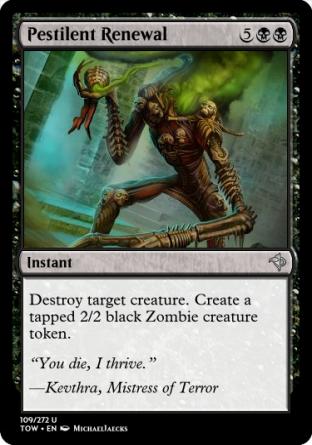 Pestilent Renewal 5
Instant
Destroy target creature. Create a
tapped 2/2 black Zombie creature
token.
“You die, I thrive.”
—Kevthra, Mistress of Terror
109/272 U
TOW • EN MichaelJaecks